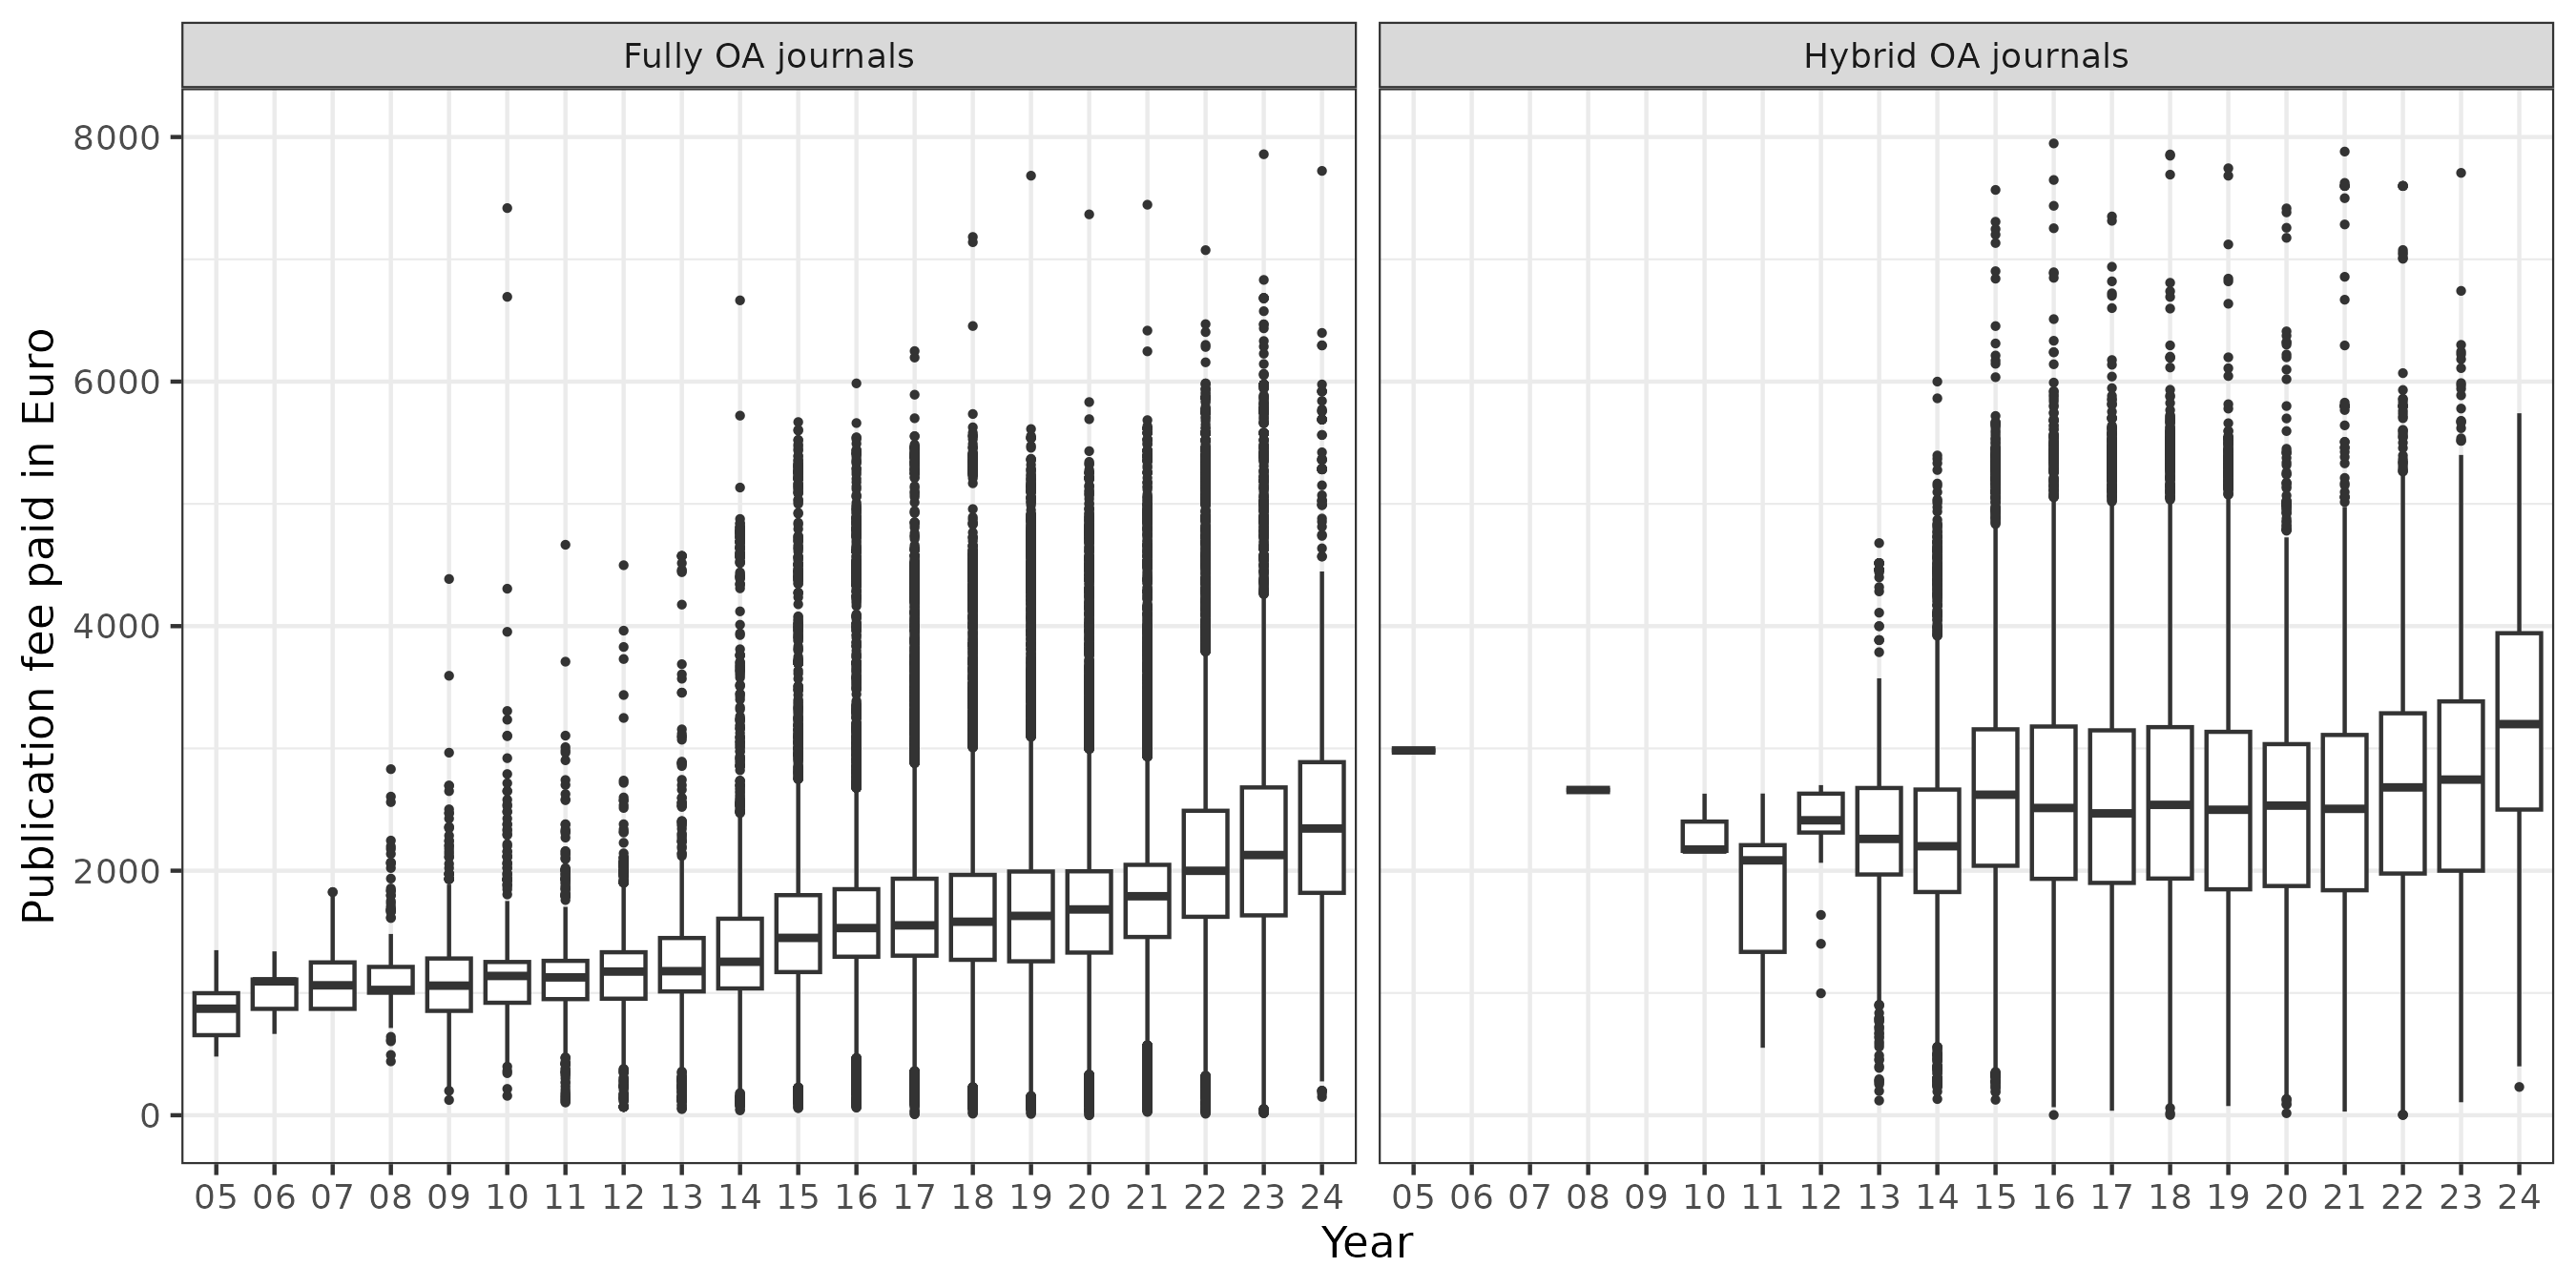 Fully OA journals
Hybrid OA journals
Publication fee paid in Euro
8000
6000
4000
2000
0
05 06 07 08 09 10 11 12 13 14 15 16 17 18 19 20 21 22 23 24
05 06 07 08 09 10 11 12 13 14 15 16 17 18 19 20 21 22 23 24
Year